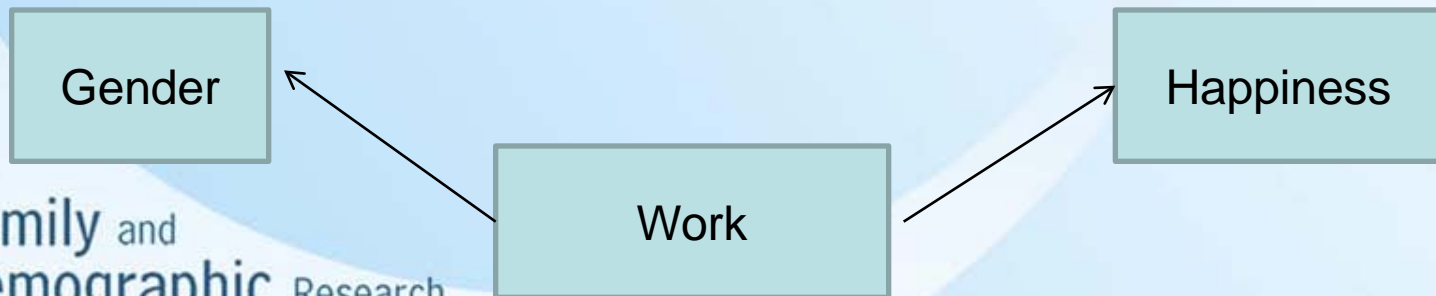 Gender
Happiness
Work
mily and
emographic Research